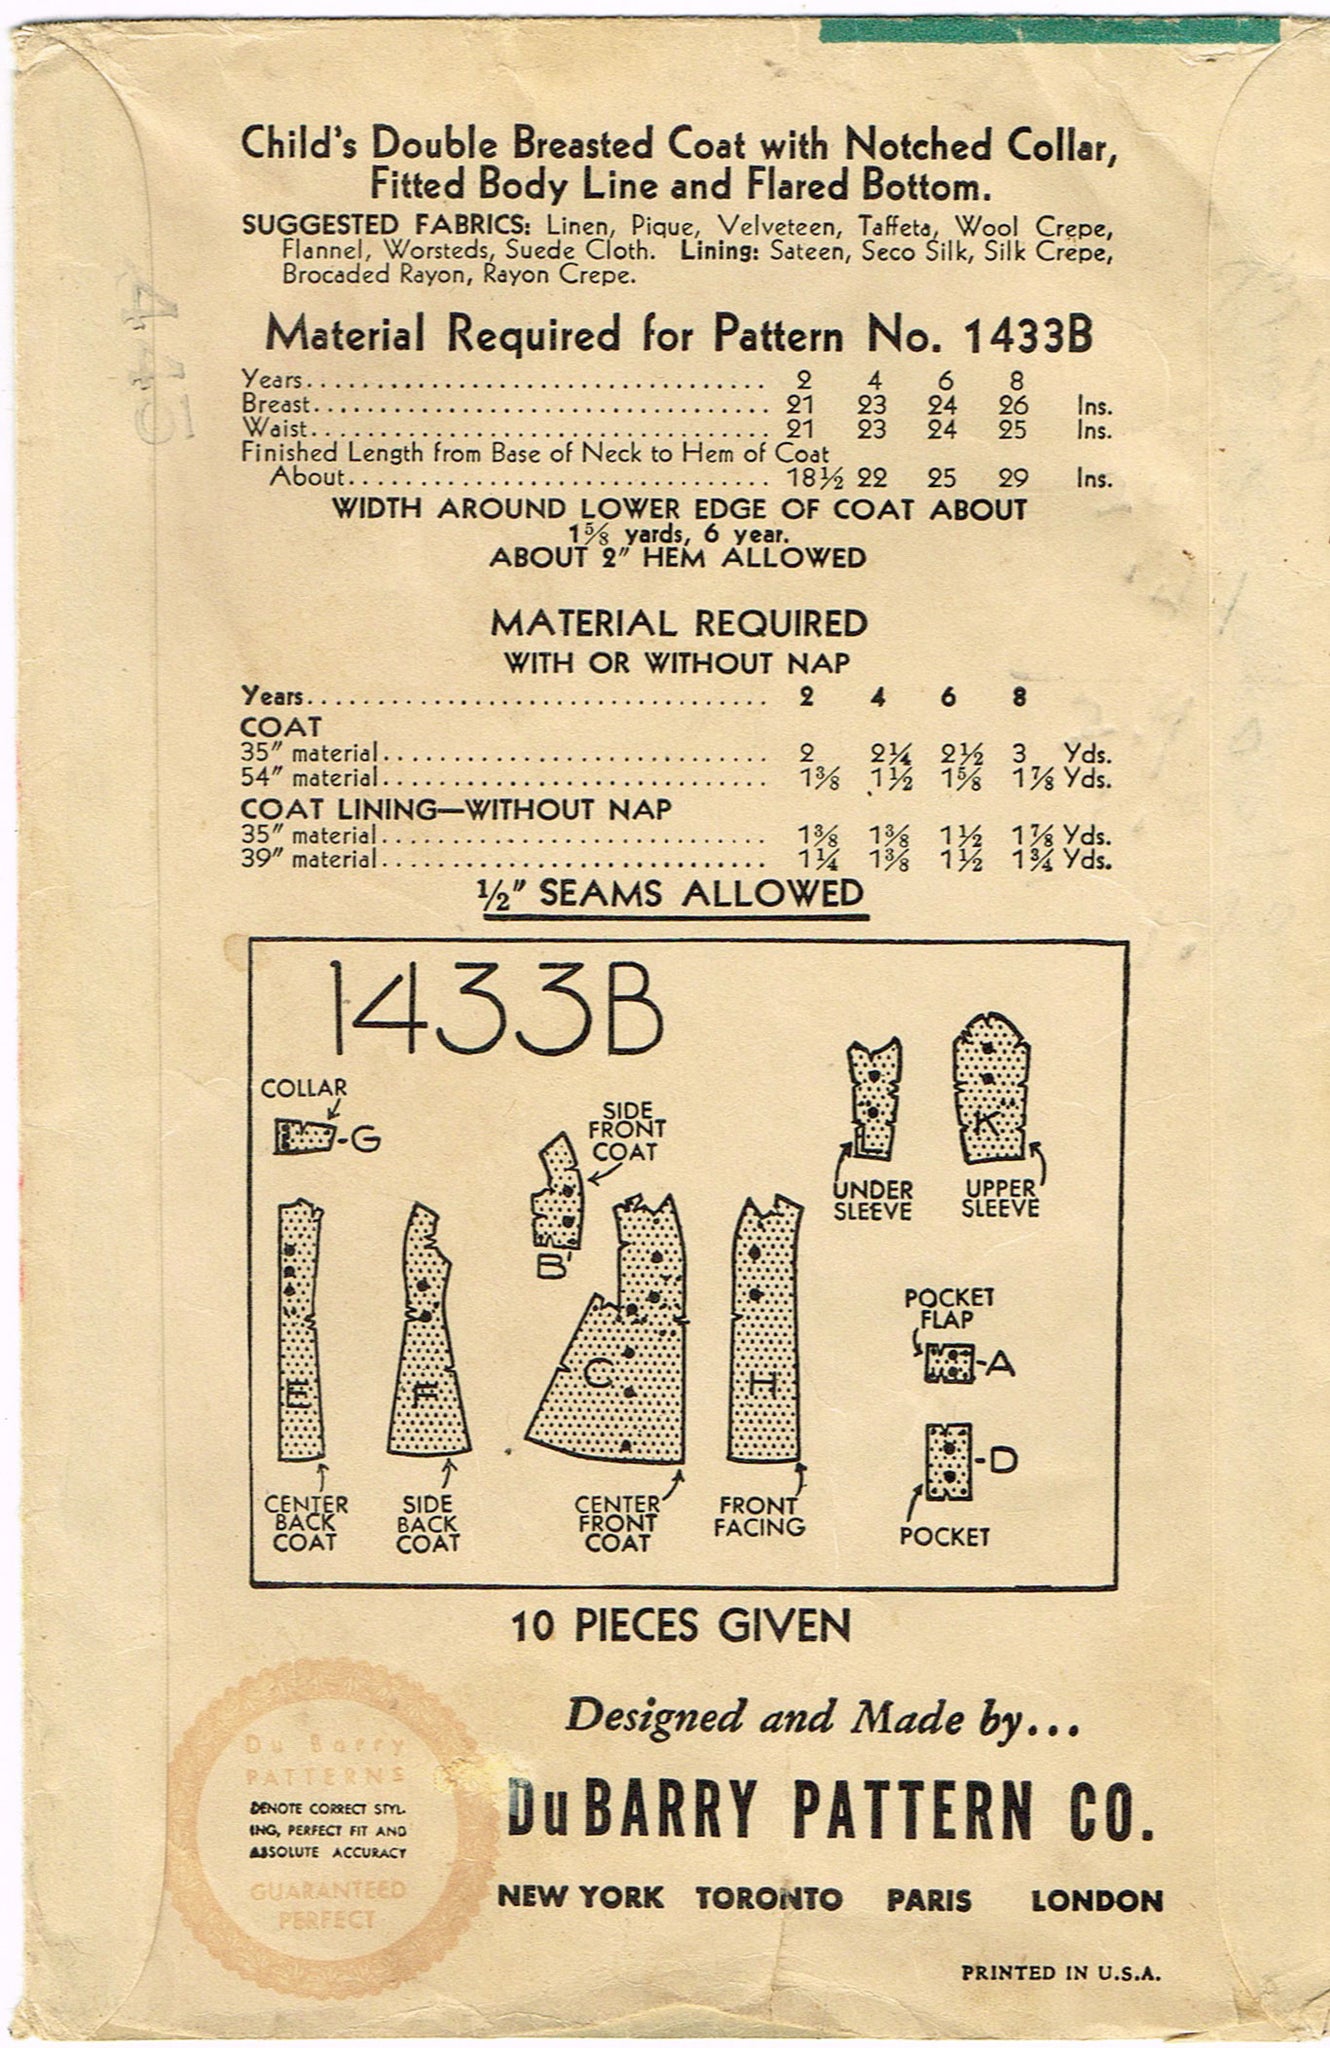 Child's Double Breasted Coat with Notched Collar,
Fitted Body Line and Flared Bottom.
SUGGESTED FABRICS: Linen, Pique, Velveteen, Taffeta, Wool Crepe,
Flannel, Worsteds, Suede Cloth. Lining: Sateen, Seco Silk, Silk Crepe,
Brocaded Rayon, Rayon Crepe.
Material Required for Pattern No. 1433B
Years................................. 2 4 6 8
Breast................................. 21 23 24 26 Ins.
Waist................................. 21 23 24 25 Ins.
Finished Length from Base of Neck to Hem of Coat
About.............................. 18½ 22 25 29 Ins.
WIDTH AROUND LOWER EDGE OF COAT ABOUT
1⅝ yards, 6 year.
ABOUT 2" HEM ALLOWED
MATERIAL REQUIRED
WITH OR WITHOUT NAP
Years................................. 2 4 6 8
COAT
35" material............................ 2 2¼ 2½ 3 Yds.
54" material............................ 1⅜ 1½ 1⅝ 1⅞ Yds.
COAT LINING—WITHOUT NAP
35" material............................ 1⅜ 1⅜ 1½ 1⅞ Yds.
39" material............................ 1¼ 1⅜ 1½ 1¾ Yds.
½" SEAMS ALLOWED
1433B
COLLAR
G
SIDE
FRONT
COAT
B
L
UNDER
SLEEVE
K
UPPER
SLEEVE
E
CENTER
BACK
COAT
F
SIDE
BACK
COAT
C
CENTER
FRONT
COAT
H
FRONT
FACING
POCKET
FLAP
-A
-D
POCKET
10 PIECES GIVEN
Du Barry
PATTERNS
DENOTE CORRECT STYL-
ING, PERFECT FIT AND
ABSOLUTE ACCURACY
GUARANTEED
PERFECT
Designed and Made by...
Du BARRY PATTERN CO.
NEW YORK TORONTO PARIS LONDON
PRINTED IN U.S.A.